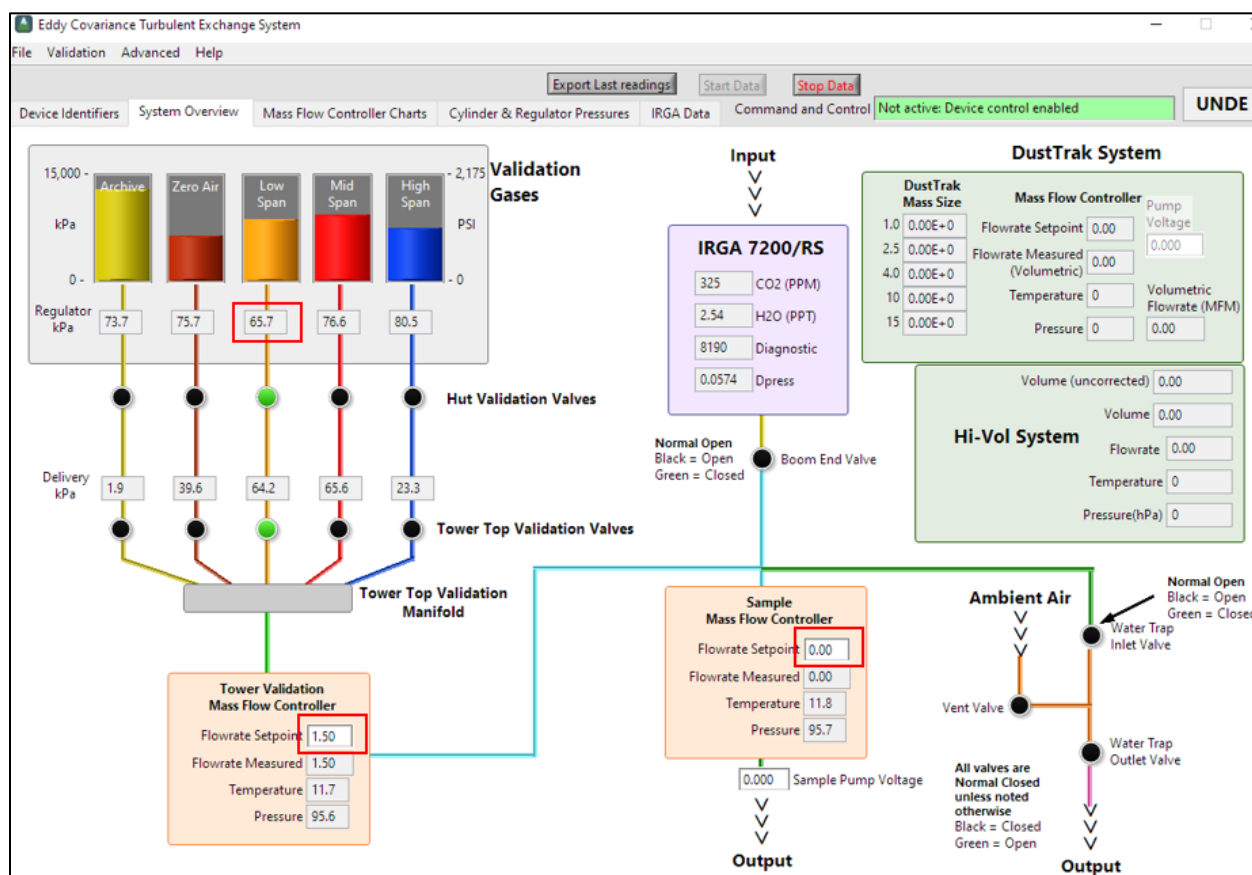 Eddy Covariance Turbulent Exchange System
File Validation Advanced Help
Export Last readings Start Data Stop Data
Device Identifiers System Overview Mass Flow Controller Charts Cylinder & Regulator Pressures IRGA Data Command and Control Not active: Device control enabled UNDE
15,000 - Archive Zero Air Low Span Mid Span High Span - 2,175
kPa PSI
0 - - 0
Validation Gases
Regulator kPa 73.7 75.7 65.7 76.6 80.5
Hut Validation Valves
Delivery kPa 1.9 39.6 64.2 65.6 23.3
Tower Top Validation Valves
Tower Top Validation Manifold
Tower Validation
Mass Flow Controller
Flowrate Setpoint 1.50
Flowrate Measured 1.50
Temperature 11.7
Pressure 95.6
Input
IRGA 7200/RS
325 CO2 (PPM)
2.54 H2O (PPT)
8190 Diagnostic
0.0574 Dpress
Normal Open
Black = Open
Green = Closed
Boom End Valve
Sample
Mass Flow Controller
Flowrate Setpoint 0.00
Flowrate Measured 0.00
Temperature 11.8
Pressure 95.7
0.000 Sample Pump Voltage
Output
DustTrak System
DustTrak
Mass Size
1.0 0.00E+0
2.5 0.00E+0
4.0 0.00E+0
10 0.00E+0
15 0.00E+0
Mass Flow Controller
Flowrate Setpoint 0.00
Flowrate Measured
(Volumetric) 0.00
Temperature 0
Pressure 0
Pump
Voltage
0.000
Volumetric
Flowrate (MFM)
0.00
Hi-Vol System
Volume (uncorrected) 0.00
Volume 0.00
Flowrate 0.00
Temperature 0
Pressure(hPa) 0
Ambient Air
Normal Open
Black = Open
Green = Closed
Water Trap
Inlet Valve
Vent Valve
Water Trap
Outlet Valve
All valves are
Normal Closed
unless noted
otherwise
Black = Closed
Green = Open
Output